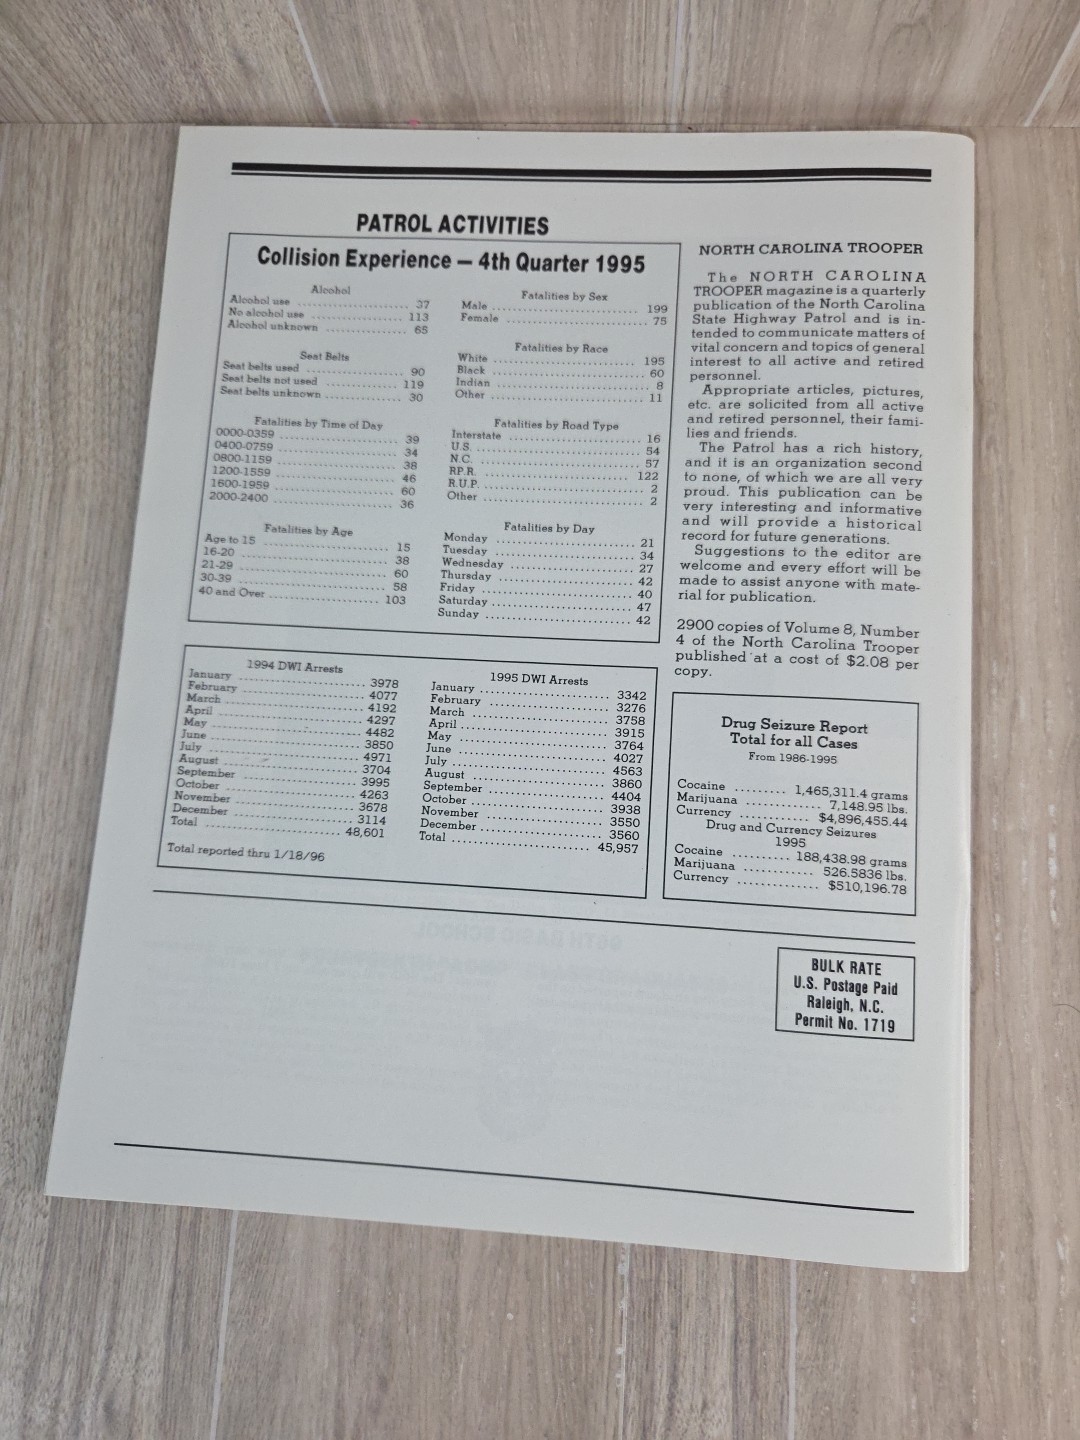 PATROL ACTIVITIES
Collision Experience — 4th Quarter 1995
Alcohol
Alcohol use .................... 37
No alcohol use .................... 113
Alcohol unknown .................... 65
Seat Belts
Seat belts used .................... 90
Seat belts not used .................... 119
Seat belts unknown .................... 30
Fatalities by Time of Day
0000-0359 .................... 39
0400-0759 .................... 34
0800-1159 .................... 38
1200-1559 .................... 46
1600-1959 .................... 60
2000-2400 .................... 36
Fatalities by Age
Age to 15 .................... 15
16-20 .................... 38
21-29 .................... 60
30-39 .................... 58
40 and Over .................... 103
Fatalities by Sex
Male .................... 199
Female .................... 75
Fatalities by Race
White .................... 195
Black .................... 60
Indian .................... 8
Other .................... 11
Fatalities by Road Type
Interstate .................... 16
U.S. .................... 54
N.C. .................... 57
RP.R. .................... 122
R.U.P. .................... 2
Other .................... 2
Fatalities by Day
Monday .................... 21
Tuesday .................... 34
Wednesday .................... 27
Thursday .................... 42
Friday .................... 40
Saturday .................... 47
Sunday .................... 42
1994 DWI Arrests
January .................... 3978
February .................... 4077
March .................... 4192
April .................... 4297
May .................... 4482
June .................... 3850
July .................... 4971
August .................... 3704
September .................... 3995
October .................... 4263
November .................... 3678
December .................... 3114
Total .................... 48,601
Total reported thru 1/18/96
1995 DWI Arrests
January .................... 3342
February .................... 3276
March .................... 3758
April .................... 3915
May .................... 3764
June .................... 4027
July .................... 4563
August .................... 3860
September .................... 4404
October .................... 3938
November .................... 3550
December .................... 3560
Total .................... 45,957
NORTH CAROLINA TROOPER
The NORTH CAROLINA
TROOPER magazine is a quarterly
publication of the North Carolina
State Highway Patrol and is in-
tended to communicate matters of
vital concern and topics of general
interest to all active and retired
personnel.
Appropriate articles, pictures,
etc. are solicited from all active
and retired personnel, their fami-
lies and friends.
The Patrol has a rich history,
and it is an organization second
to none, of which we are all very
proud. This publication can be
very interesting and informative
and will provide a historical
record for future generations.
Suggestions to the editor are
welcome and every effort will be
made to assist anyone with mate-
rial for publication.
2900 copies of Volume 8, Number
4 of the North Carolina Trooper
published at a cost of $2.08 per
copy.
Drug Seizure Report
Total for all Cases
From 1986-1995
Cocaine ......... 1,465,311.4 grams
Marijuana ............ 7,148.95 lbs.
Currency ........... $4,896,455.44
Drug and Currency Seizures
1995
Cocaine .......... 188,438.98 grams
Marijuana ............ 526.5836 lbs.
Currency ............. $510,196.78
BULK RATE
U.S. Postage Paid
Raleigh, N.C.
Permit No. 1719